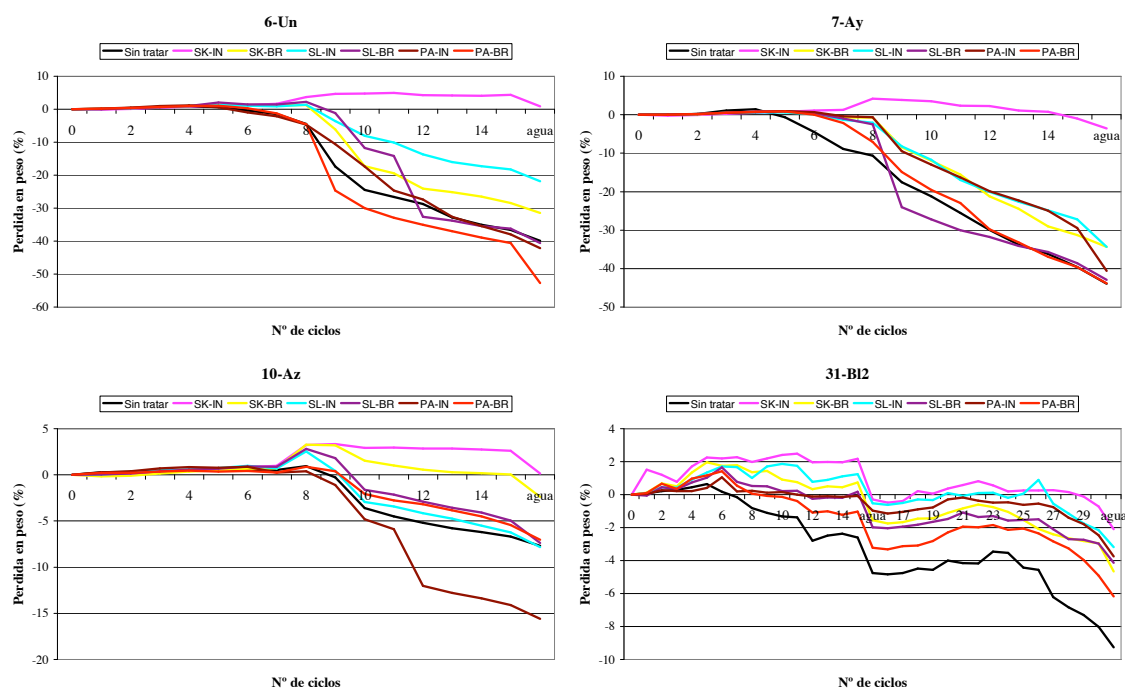 6-Un
Sin tratar SK-IN SK-BR SL-IN SL-BR PA-IN PA-BR
Perdida en peso (%)
10
0
-10
-20
-30
-40
-50
-60
0 2 4 6 8 10 12 14 agua
Nº de ciclos
7-Ay
Sin tratar SK-IN SK-BR SL-IN SL-BR PA-IN PA-BR
Perdida en peso (%)
10
0
-10
-20
-30
-40
-50
0 2 4 6 8 10 12 14 agua
Nº de ciclos
10-Az
Sin tratar SK-IN SK-BR SL-IN SL-BR PA-IN PA-BR
Perdida en peso (%)
5
0
-5
-10
-15
-20
0 2 4 6 8 10 12 14 agua
Nº de ciclos
31-Bl2
Sin tratar SK-IN SK-BR SL-IN SL-BR PA-IN PA-BR
Perdida en peso (%)
4
2
0
-2
-4
-6
-8
-10
0 2 4 6 8 10 12 14 agua 17 19 21 23 25 27 29 agua
Nº de ciclos